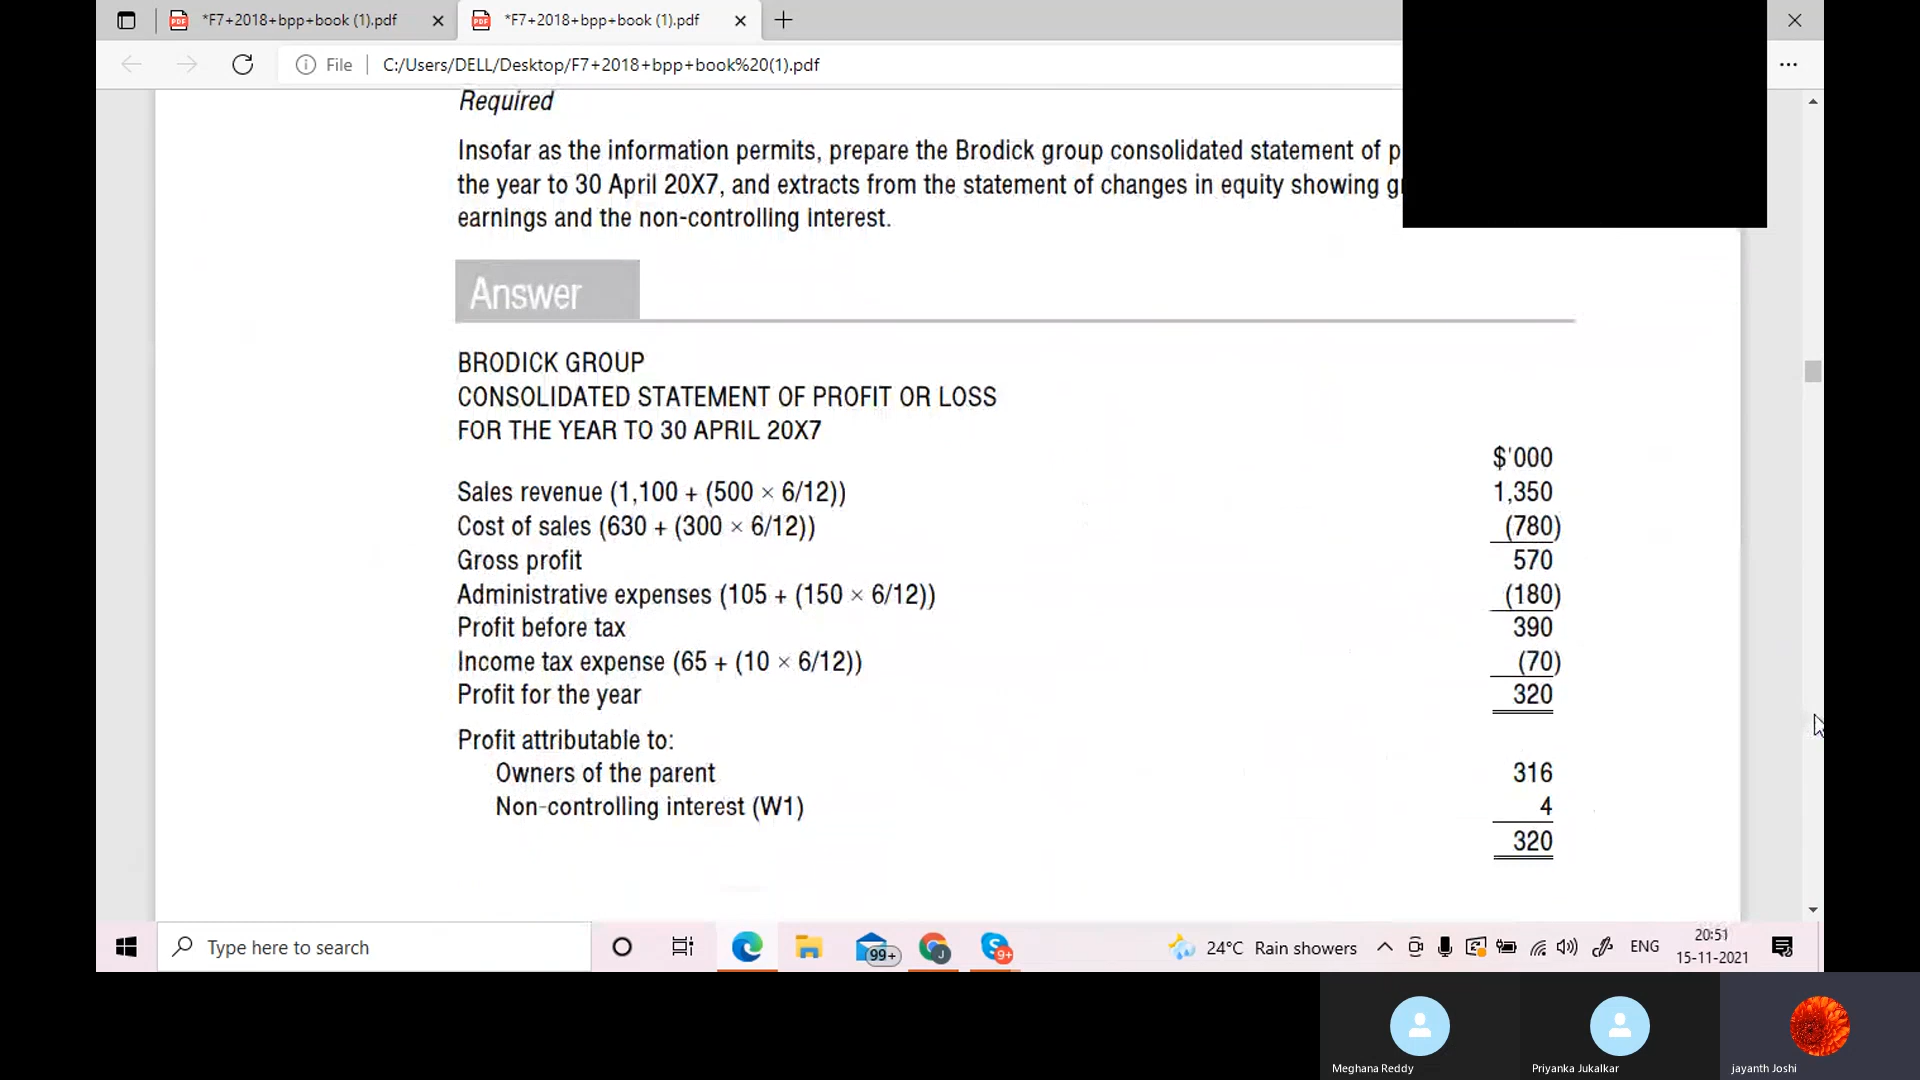 *F7+2018+bpp+book (1).pdf
*F7+2018+bpp+book (1).pdf
File
C:/Users/DELL/Desktop/F7+2018+bpp+book%20(1).pdf
Required
Insofar as the information permits, prepare the Brodick group consolidated statement of p
the year to 30 April 20X7, and extracts from the statement of changes in equity showing
earnings and the non-controlling interest.
Answer
BRODICK GROUP
CONSOLIDATED STATEMENT OF PROFIT OR LOSS
FOR THE YEAR TO 30 APRIL 20X7
$'000
Sales revenue (1,100 + (500 × 6/12)) 1,350
Cost of sales (630 + (300 × 6/12)) (780)
Gross profit 570
Administrative expenses (105 + (150 × 6/12)) (180)
Profit before tax 390
Income tax expense (65 + (10 × 6/12)) (70)
Profit for the year 320
Profit attributable to:
Owners of the parent 316
Non-controlling interest (W1) 4
320
Type here to search
99+
J
9+
24°C Rain showers
ENG
20:51
15-11-2021
Meghana Reddy
Priyanka Jukalkar
jayanth Joshi